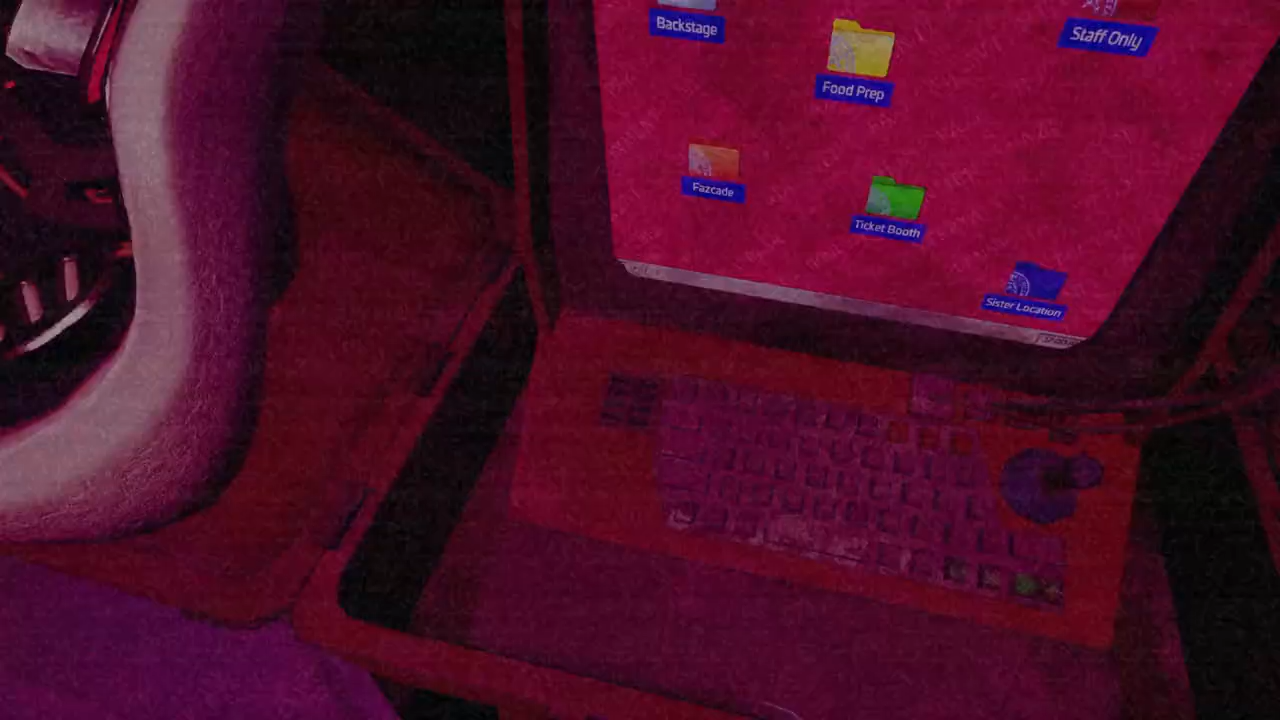 Backstage
Staff Only
Food Prep
Fazcade
Ticket Booth
Sister Location